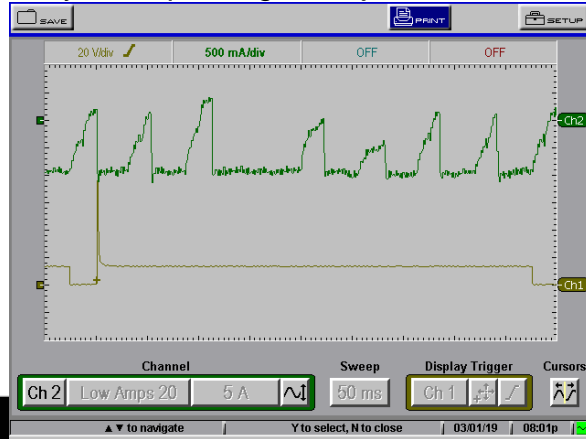 SAVE PRINT SETUP
20 V/div 500 mA/div OFF OFF
Ch2
Ch1
Channel Sweep Display Trigger Cursors
Ch 2 Low Amps 20 5 A 50 ms Ch 1
▲▼ to navigate Y to select, N to close 03/01/19 08:01p